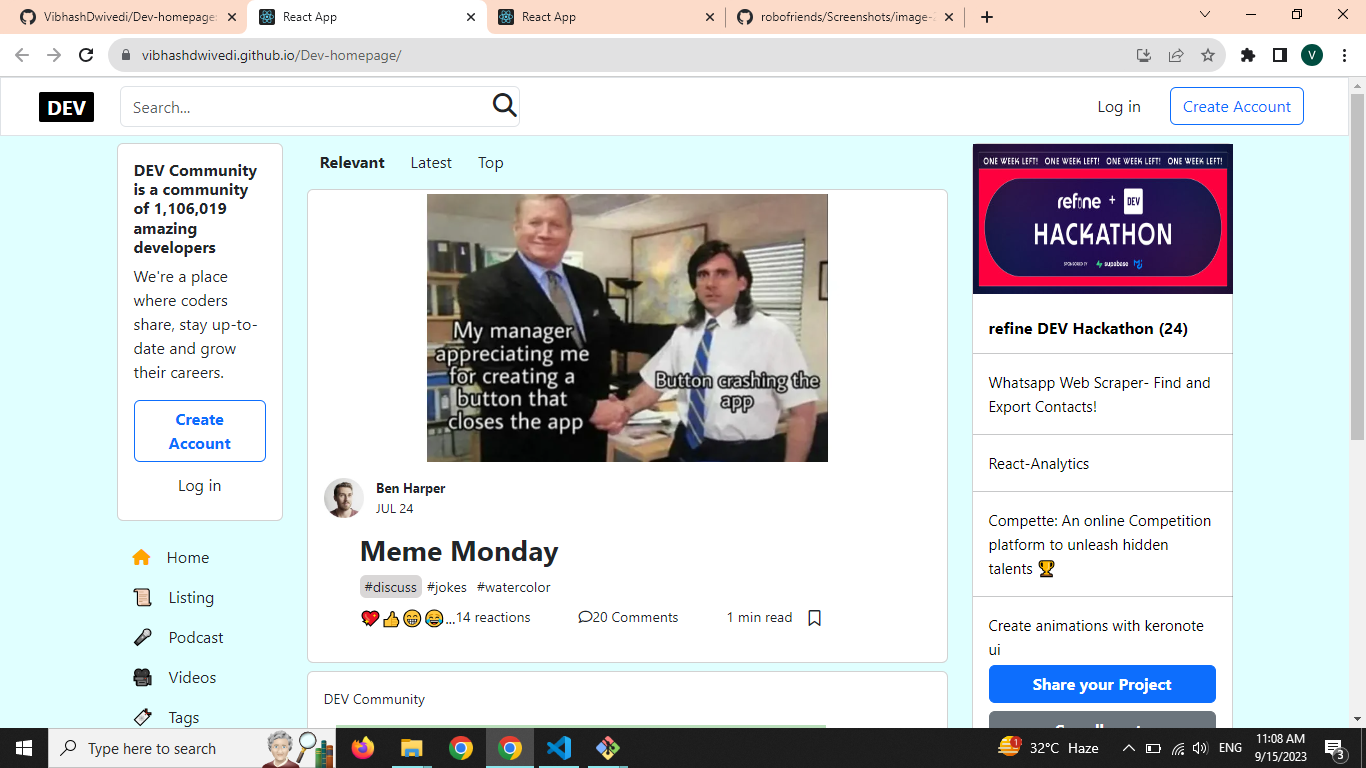 VibhashDwivedi/Dev-homepage:
React App
React App
robofriends/Screenshots/image-
vibhashdwivedi.github.io/Dev-homepage/
V
DEV
Search...
Log in
Create Account
DEV Community
is a community
of 1,106,019
amazing
developers
We're a place
where coders
share, stay up-to-
date and grow
their careers.
Create
Account
Log in
Home
Listing
Podcast
Videos
Tags
Relevant
Latest
Top
My manager
appreciating me
for creating a
button that
closes the app
Button crashing the
app
Ben Harper
JUL 24
Meme Monday
#discuss #jokes #watercolor
...14 reactions
20 Comments
1 min read
DEV Community
ONE WEEK LEFT! ONE WEEK LEFT! ONE WEEK LEFT! ONE WEEK LEFT!
refine + DEV
HACKATHON
SPONSORED BY supabase
refine DEV Hackathon (24)
Whatsapp Web Scraper- Find and
Export Contacts!
React-Analytics
Compette: An online Competition
platform to unleash hidden
talents 🏆
Create animations with keronote
ui
Share your Project
Type here to search
1
32°C Haze
ENG
11:08 AM
9/15/2023
3